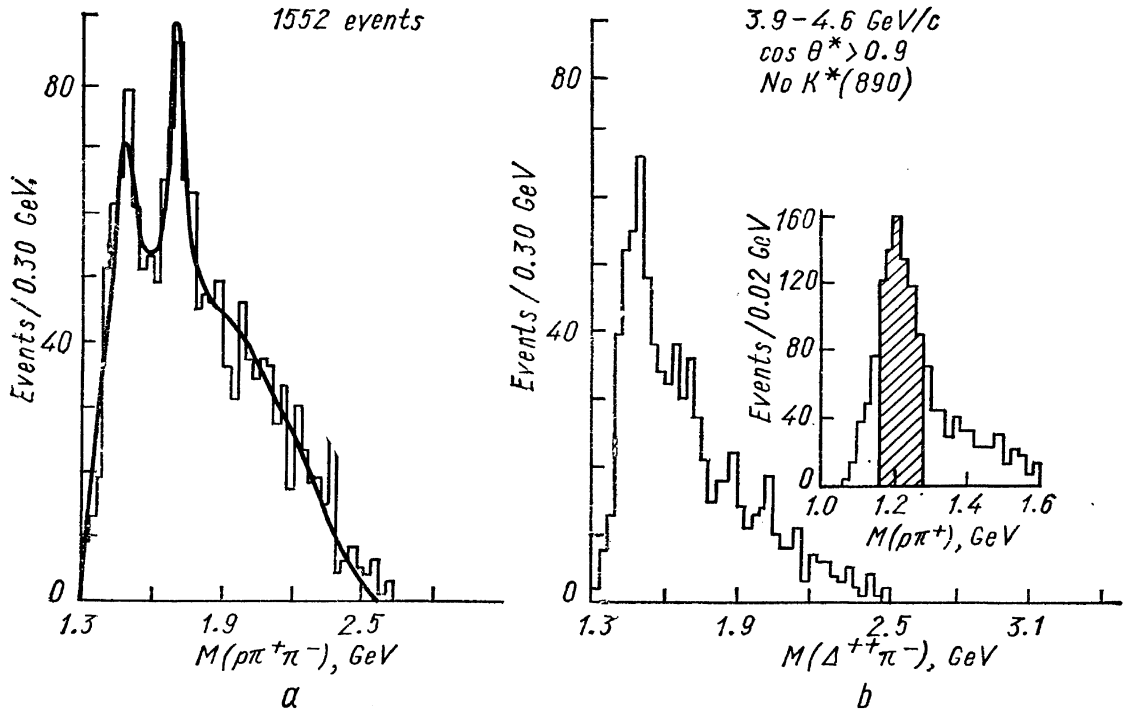 1552 events
80
40
0
Events / 0.30 GeV
1.3
1.9
2.5
M(pπ⁺π⁻), GeV
a
3.9-4.6 GeV/c
cos θ*>0.9
No K*(890)
80
40
0
Events / 0.30 GeV
1.3
1.9
2.5
3.1
M(Δ⁺⁺π⁻), GeV
b
160
120
80
40
0
Events / 0.02 GeV
1.0
1.2
1.4
1.6
M(pπ⁺), GeV